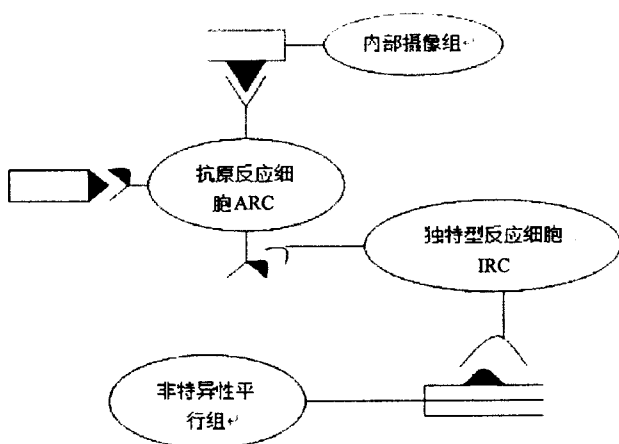 内部摄像组
抗原反应细
胞ARC
独特型反应细胞
IRC
非特异性平
行组